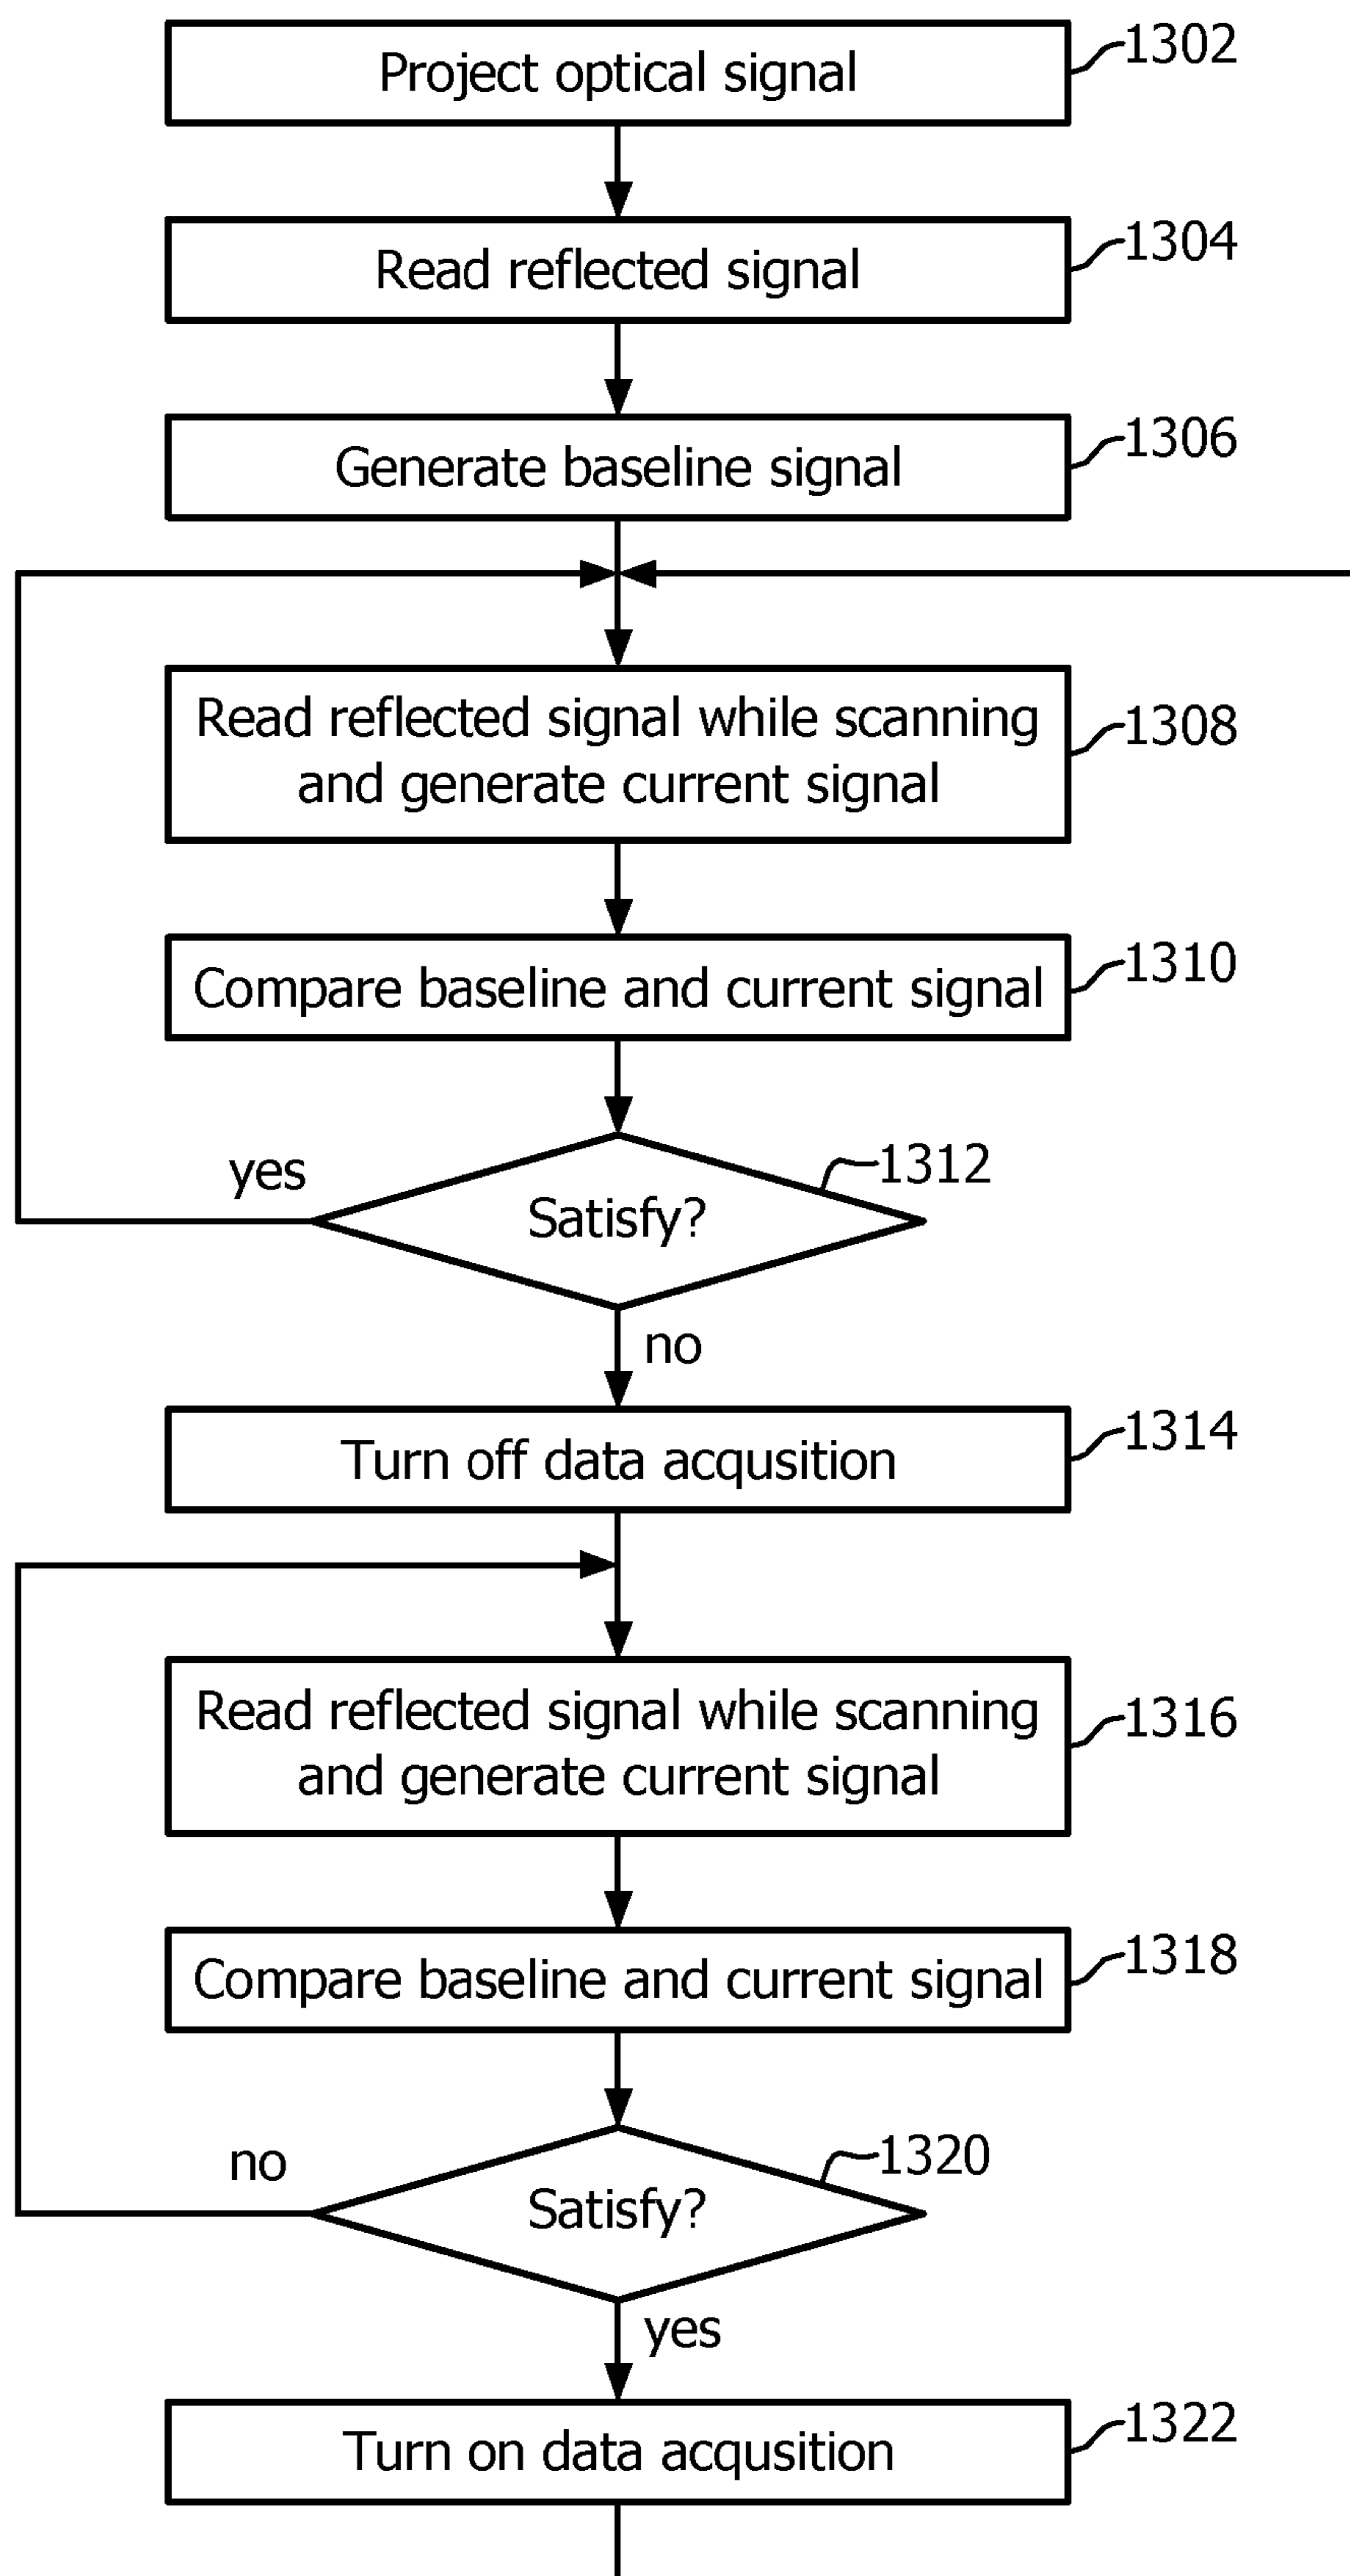 Project optical signal
1302
Read reflected signal
1304
Generate baseline signal
1306
Read reflected signal while scanning
and generate current signal
1308
Compare baseline and current signal
1310
yes
Satisfy?
1312
no
Turn off data acqusition
1314
Read reflected signal while scanning
and generate current signal
1316
Compare baseline and current signal
1318
no
Satisfy?
1320
yes
Turn on data acqusition
1322